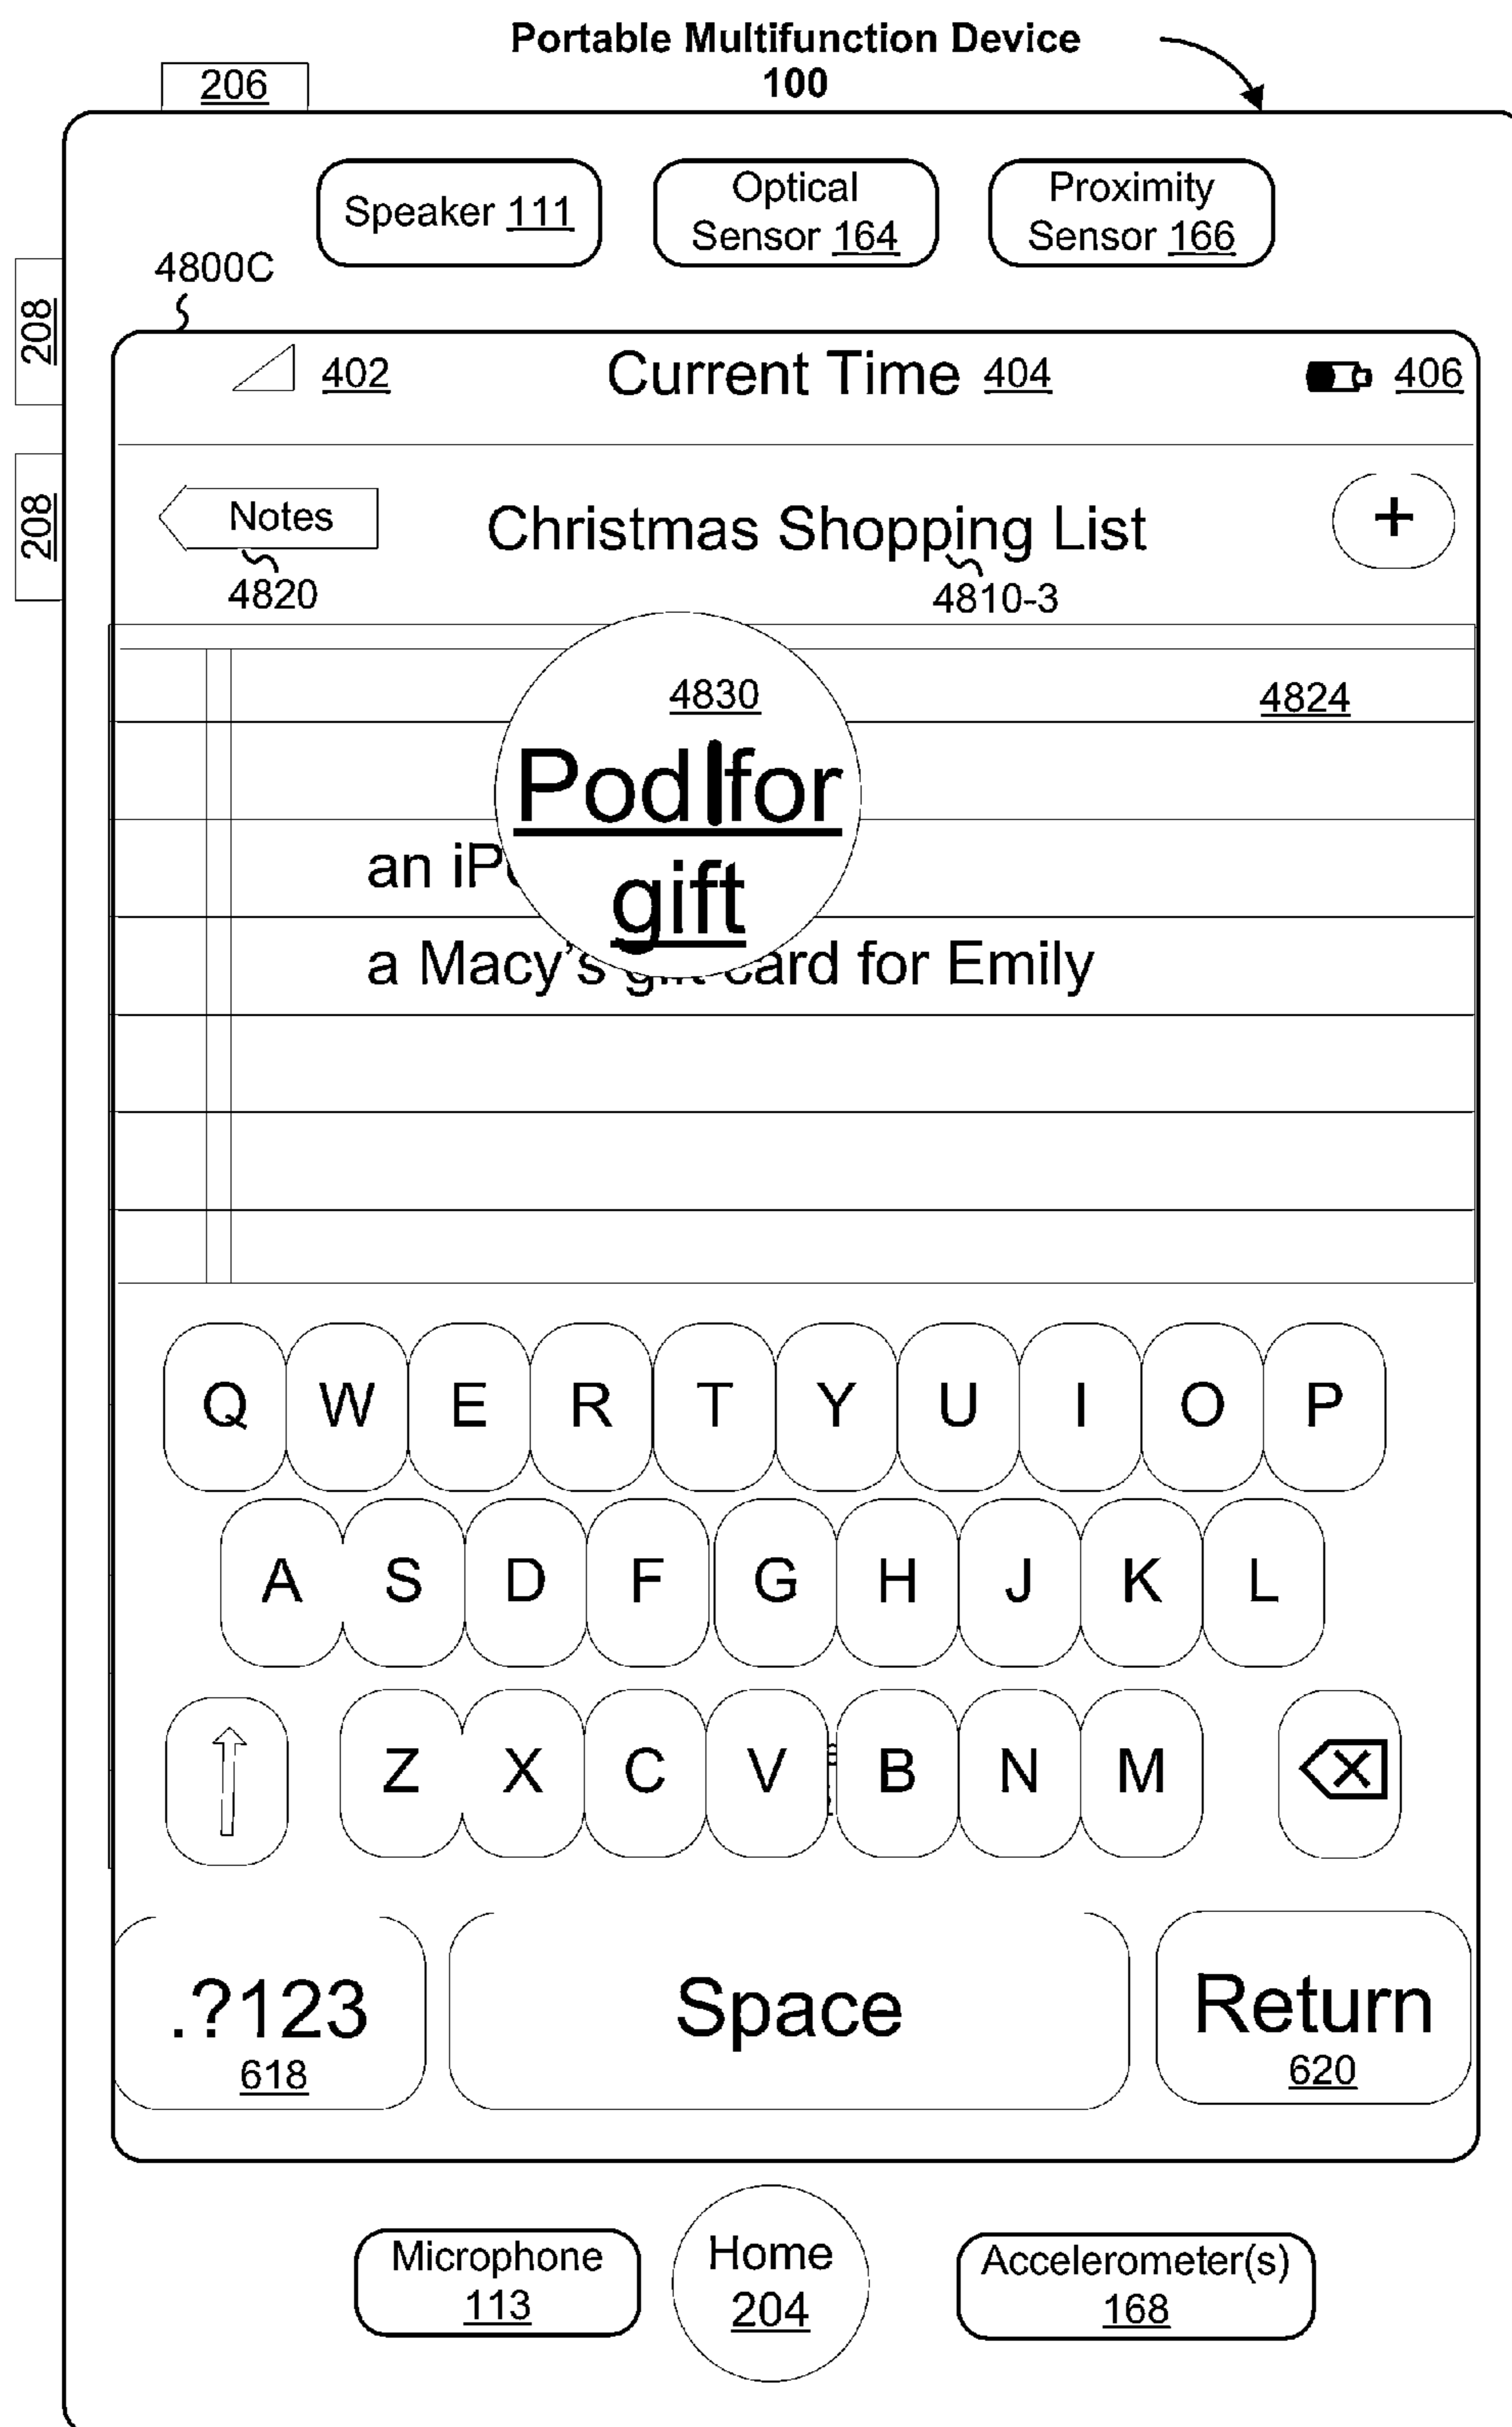 Portable Multifunction Device
100
206
Speaker 111
Optical
Sensor 164
Proximity
Sensor 166
4800C
208
208
402
Current Time 404
406
Notes
4820
Christmas Shopping List
4810-3
+
4830
4824
Pod for
gift
an
a Macy's card for Emily
Q W E R T Y U I O P
A S D F G H J K L
Z X C V B N M
.?123
618
Space
Return
620
Microphone
113
Home
204
Accelerometer(s)
168